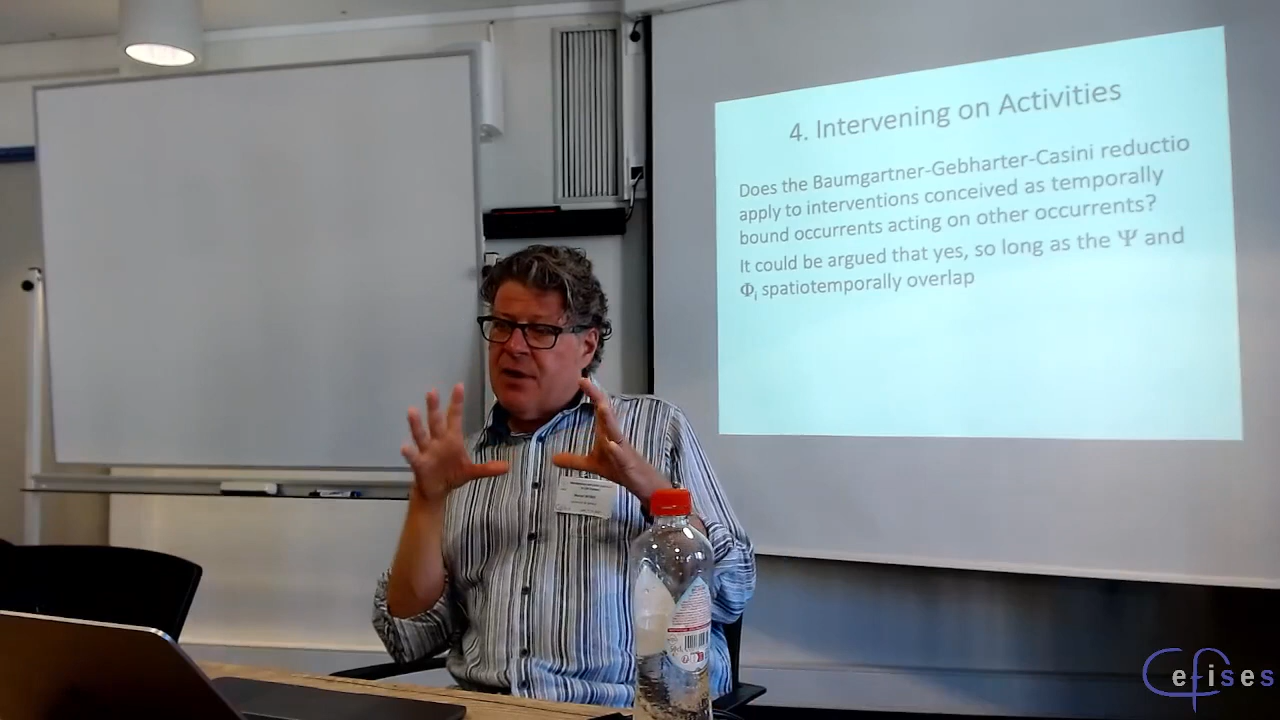 4. Intervening on Activities
Does the Baumgartner-Gebharter-Casini reductio
apply to interventions conceived as temporally
bound occurrents acting on other occurrents?
It could be argued that yes, so long as the Ψ and
Φi spatiotemporally overlap
Cefises